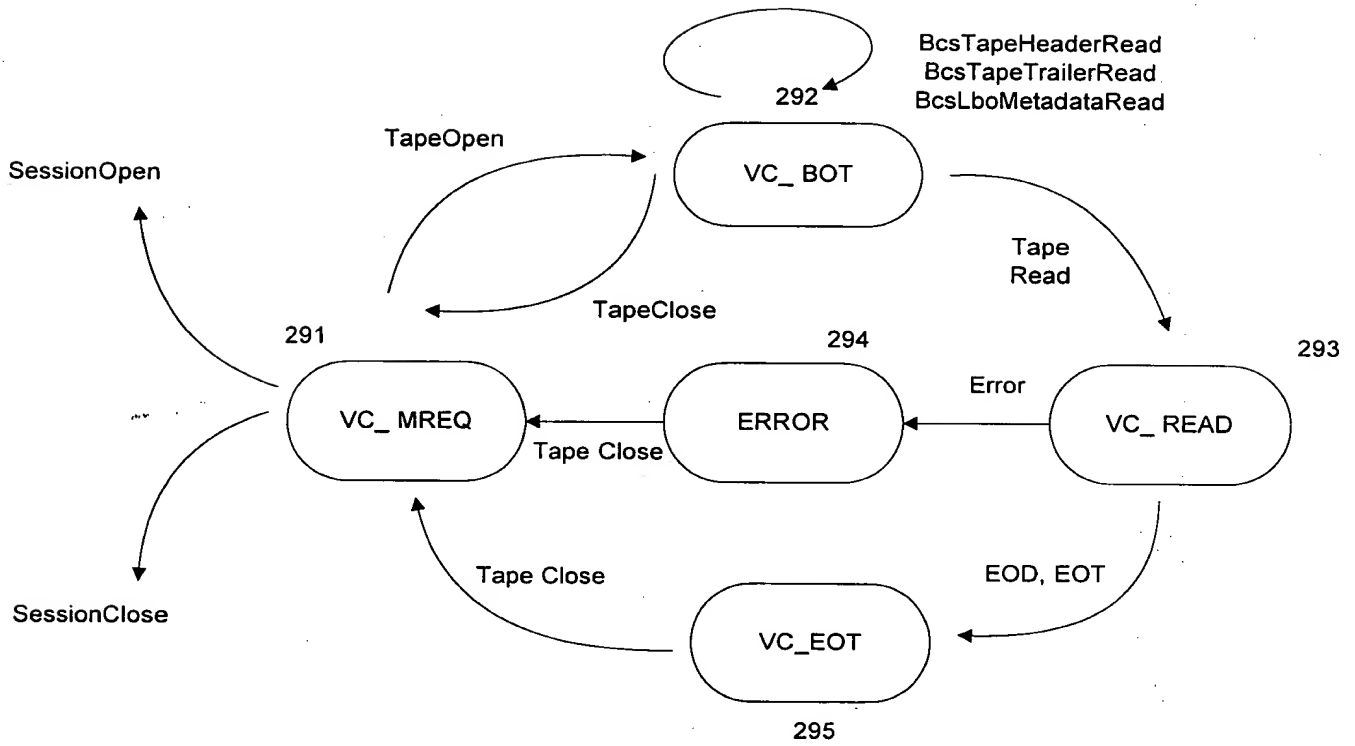 BcsTapeHeaderRead
BcsTapeTrailerRead
BcsLboMetadataRead
292
TapeOpen
VC_ BOT
SessionOpen
Tape
Read
TapeClose
291
294
293
Error
VC_ MREQ
ERROR
VC_ READ
Tape Close
Tape Close
EOD, EOT
SessionClose
VC_EOT
295